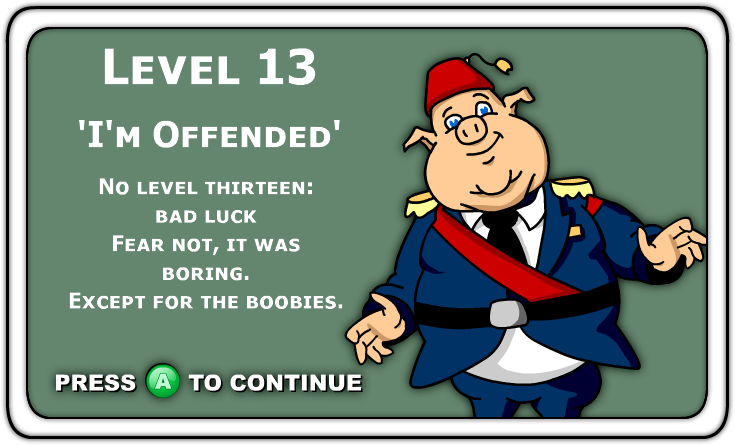 Level 13
'I'm Offended'
No level thirteen:
bad luck
Fear not, it was
boring.
Except for the boobies.
PRESS A TO CONTINUE